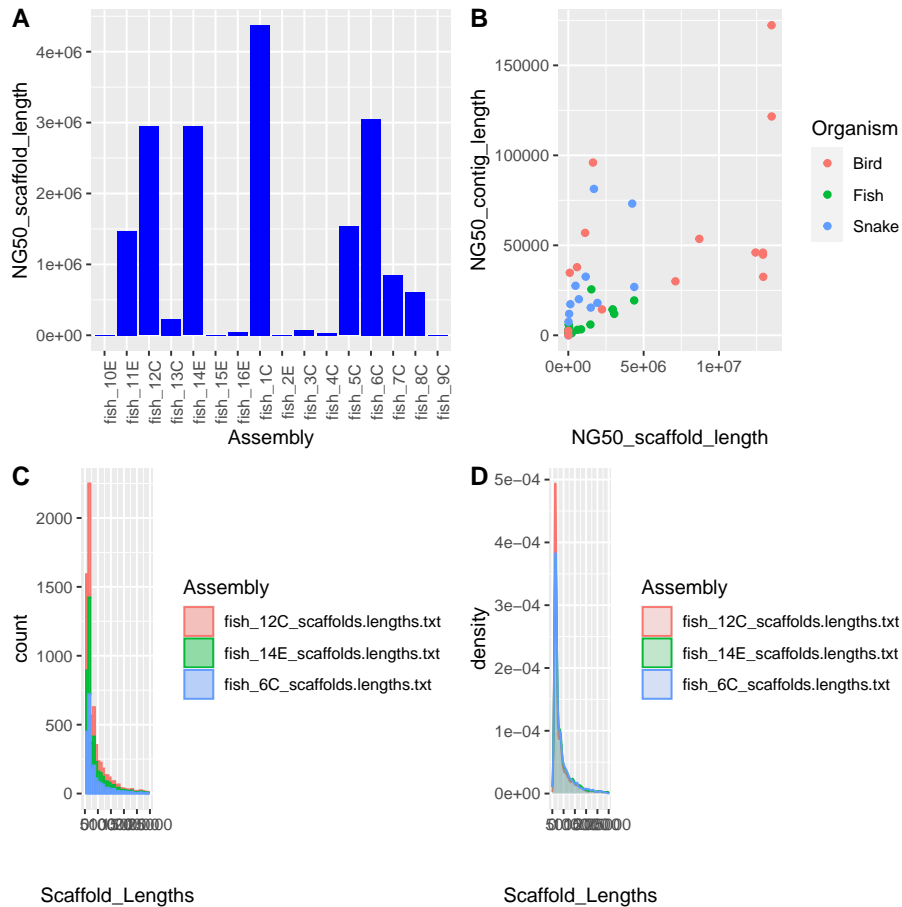 A
NG50_scaffold_length
4e+06
3e+06
2e+06
1e+06
0e+00
fish_10E
fish_11E
fish_12C
fish_13C
fish_14E
fish_15E
fish_16E
fish_1C
fish_2E
fish_3C
fish_4C
fish_5C
fish_6C
fish_7C
fish_8C
fish_9C
Assembly
B
NG50_contig_length
150000
100000
50000
0
0e+00
5e+06
1e+07
NG50_scaffold_length
Organism
Bird
Fish
Snake
C
count
2000
1500
1000
500
0
Scaffold_Lengths
Assembly
fish_12C_scaffolds.lengths.txt
fish_14E_scaffolds.lengths.txt
fish_6C_scaffolds.lengths.txt
D
density
5e−04
4e−04
3e−04
2e−04
1e−04
0e+00
Scaffold_Lengths
Assembly
fish_12C_scaffolds.lengths.txt
fish_14E_scaffolds.lengths.txt
fish_6C_scaffolds.lengths.txt